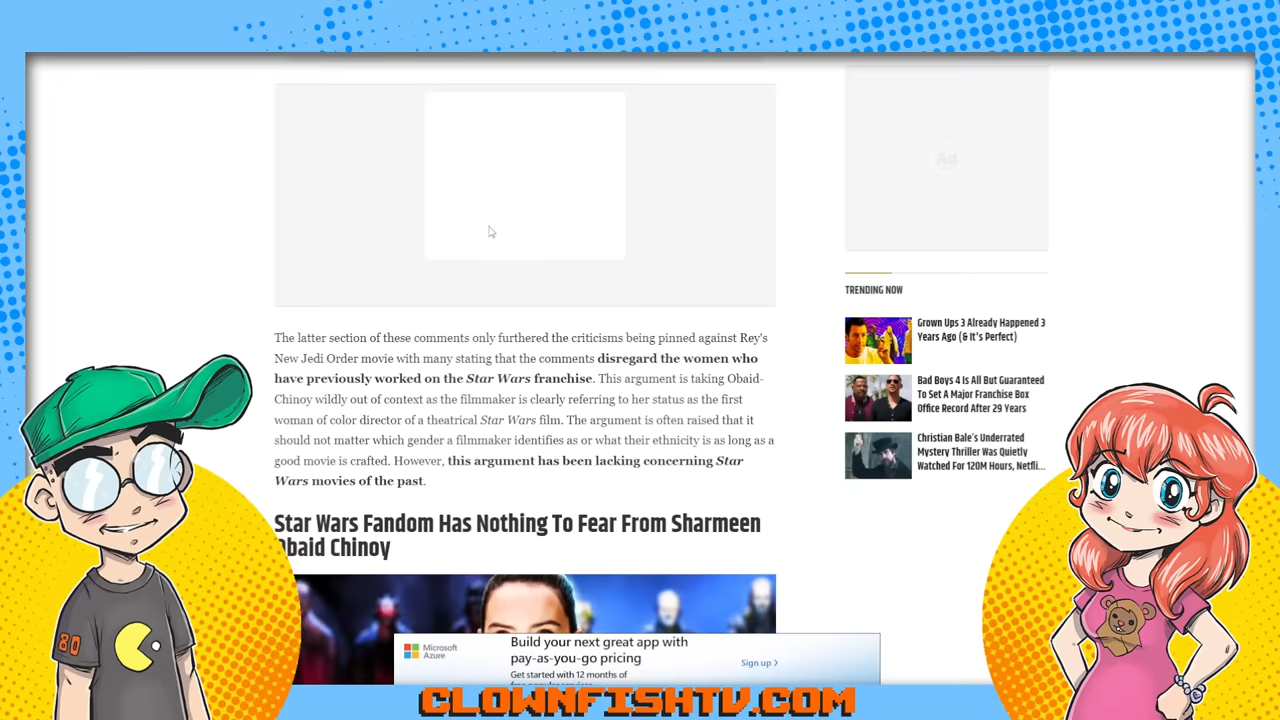 Ad
TRENDING NOW
Grown Ups 3 Already Happened 3
Years Ago (& It's Perfect)
Bad Boys 4 Is All But Guaranteed
To Set A Major Franchise Box
Office Record After 29 Years
Christian Bale's Underrated
Mystery Thriller Was Quietly
Watched For 120M Hours, Netfli...
The latter section of these comments only furthered the criticisms being pinned against Rey's
New Jedi Order movie with many stating that the comments disregard the women who
have previously worked on the Star Wars franchise. This argument is taking Obaid-
Chinoy wildly out of context as the filmmaker is clearly referring to her status as the first
woman of color director of a theatrical Star Wars film. The argument is often raised that it
should not matter which gender a filmmaker identifies as or what their ethnicity is as long as a
good movie is crafted. However, this argument has been lacking concerning Star
Wars movies of the past.
Star Wars Fandom Has Nothing To Fear From Sharmeen
Obaid Chinoy
Microsoft
Azure
Build your next great app with
pay-as-you-go pricing
Get started with 12 months of
Sign up >
80
CLOWNFISHTV.COM